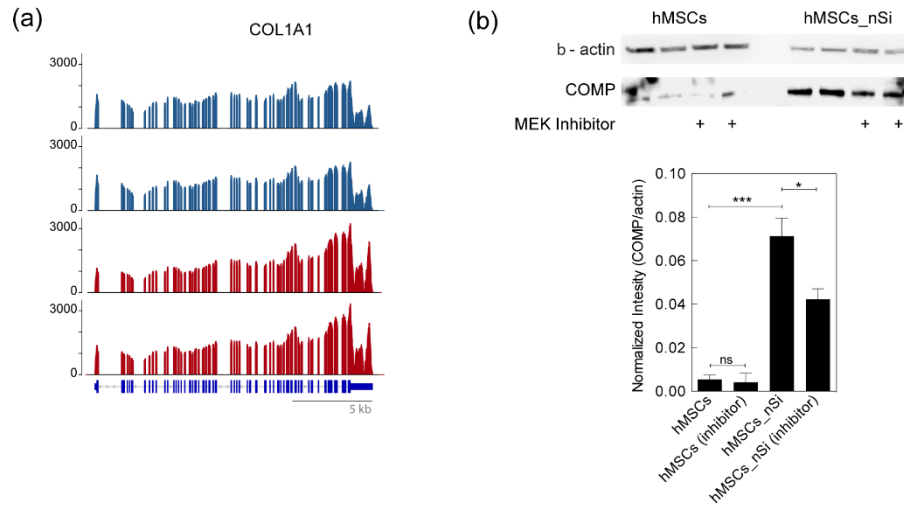 (a)
COL1A1
3000
0
3000
0
3000
0
3000
0
5 kb
(b)
hMSCs hMSCs_nSi
b - actin
COMP
MEK Inhibitor + + + +
Normalized Intesity (COMP/actin)
0.10
0.08
0.06
0.04
0.02
0.00
***
*
ns
hMSCs
hMSCs (inhibitor)
hMSCs_nSi
hMSCs_nSi (inhibitor)